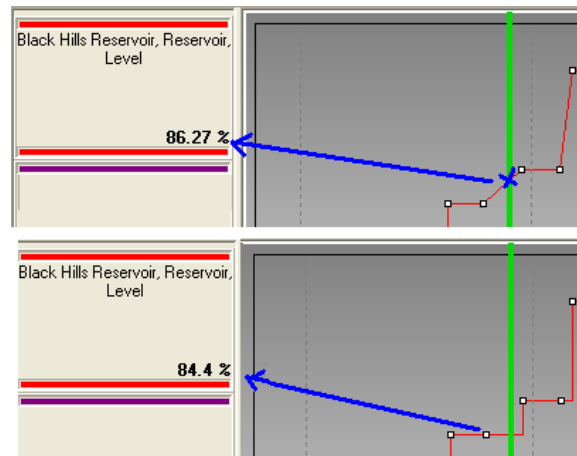 Black Hills Reservoir, Reservoir,
Level
86.27 %
Black Hills Reservoir, Reservoir,
Level
84.4 %